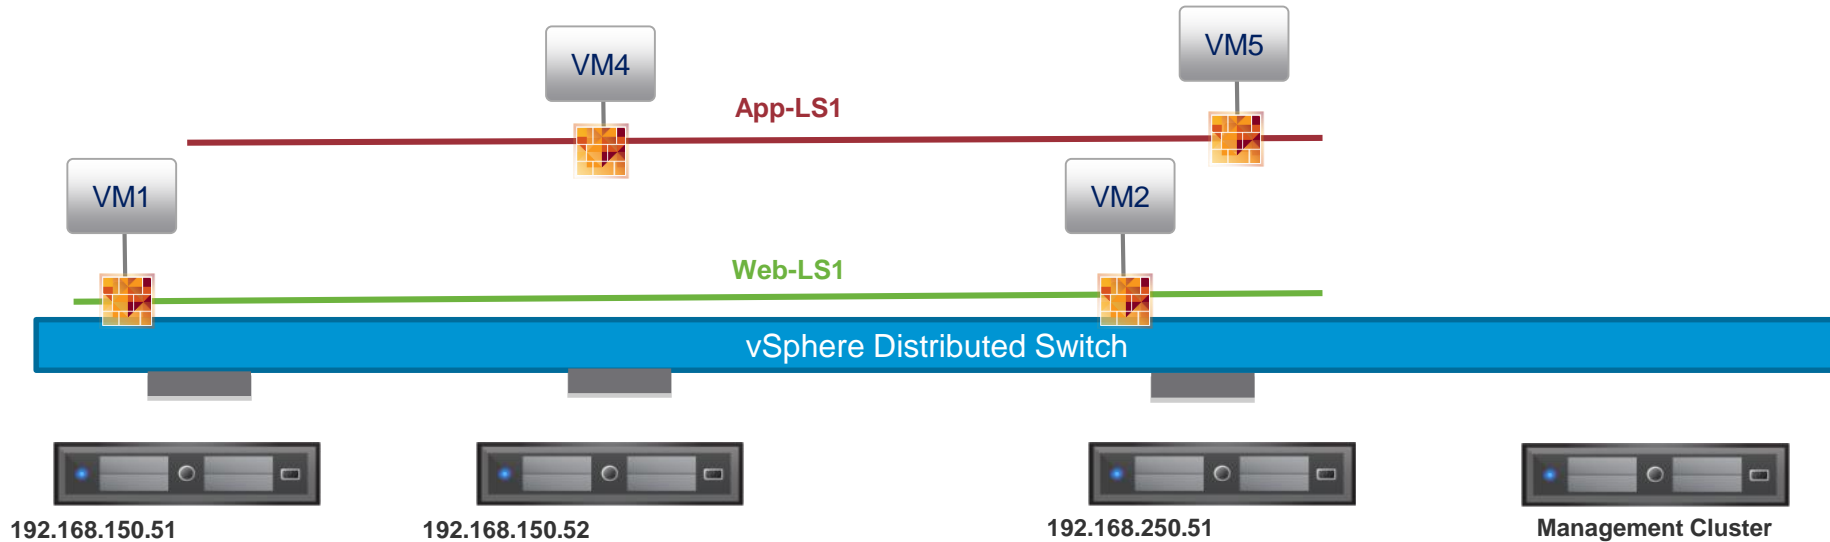 VM5
VM4
App-LS1
VM1
VM2
Web-LS1
vSphere Distributed Switch
192.168.150.51
192.168.150.52
192.168.250.51
Management Cluster